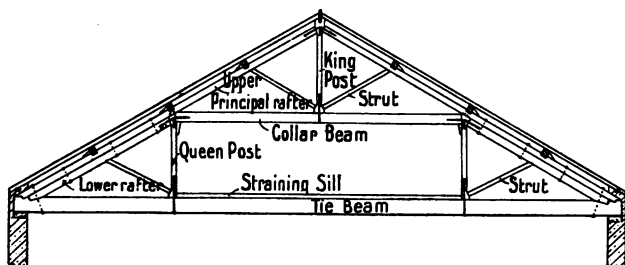 King
Post
Upper
Principal rafter
Strut
Collar Beam
Queen Post
Lower rafter
Straining Sill
Strut
Tie Beam